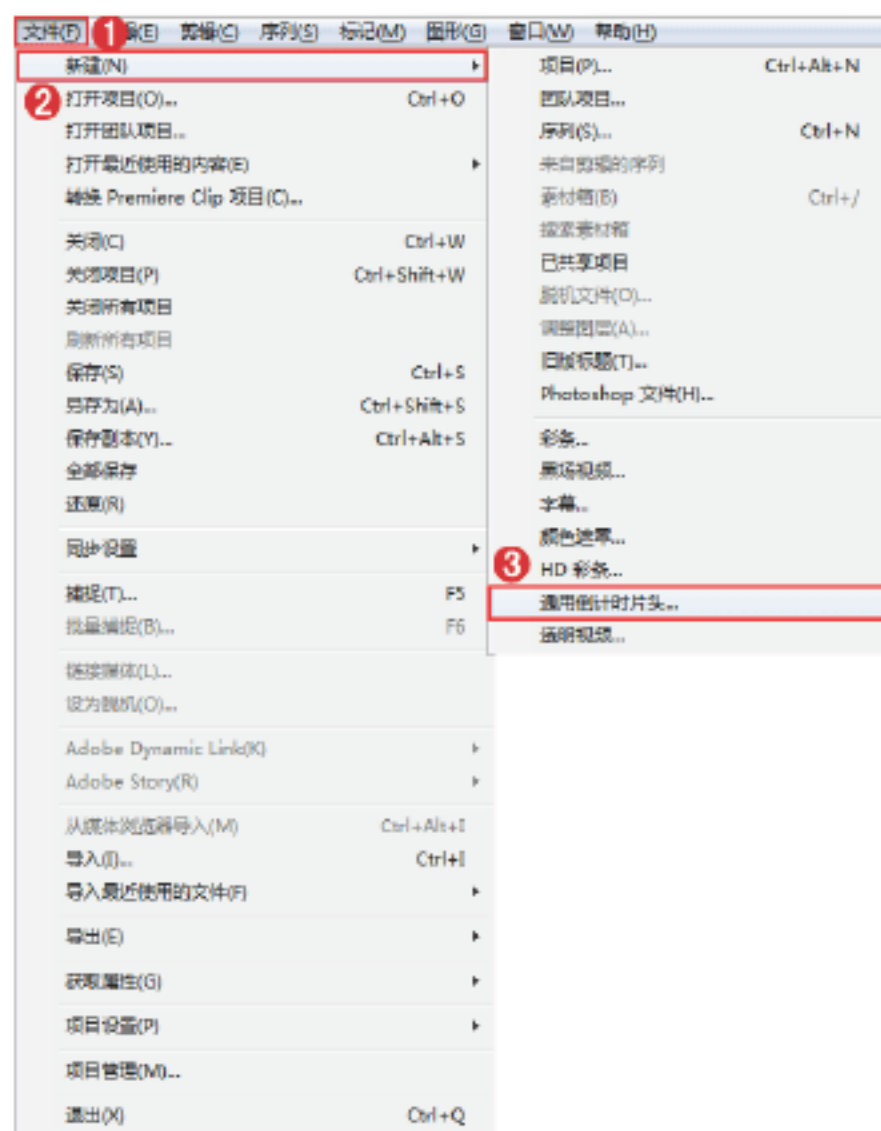 文件(F) 1 辑(E) 剪辑(C) 序列(S) 标记(M) 图形(G) 窗口(W) 帮助(H)
新建(N)
2 打开项目(O)... Ctrl+O
打开团队项目...
打开最近使用的内容(E)
转换 Premiere Clip 项目(C)...
关闭(C) Ctrl+W
关闭项目(P) Ctrl+Shift+W
关闭所有项目
刷新所有项目
保存(S) Ctrl+S
另存为(A)... Ctrl+Shift+S
保存副本(Y)... Ctrl+Alt+S
全部保存
还原(R)
同步设置
捕捉(T)... F5
批量捕捉(B)... F6
链接媒体(L)...
设为脱机(O)...
Adobe Dynamic Link(K)
Adobe Story(R)
从媒体浏览器导入(M) Ctrl+Alt+I
导入(I)... Ctrl+I
导入最近使用的文件(F)
导出(E)
获取属性(G)
项目设置(P)
项目管理(M)...
退出(X) Ctrl+Q
项目(P)... Ctrl+Alt+N
团队项目...
序列(S)... Ctrl+N
来自剪辑的序列
素材箱(B) Ctrl+/
搜索素材箱
已共享项目
脱机文件(O)...
调整图层(A)...
旧版标题(T)...
Photoshop 文件(H)...
彩条...
黑场视频...
字幕...
颜色遮罩...
3 HD 彩条...
通用倒计时片头...
透明视频...